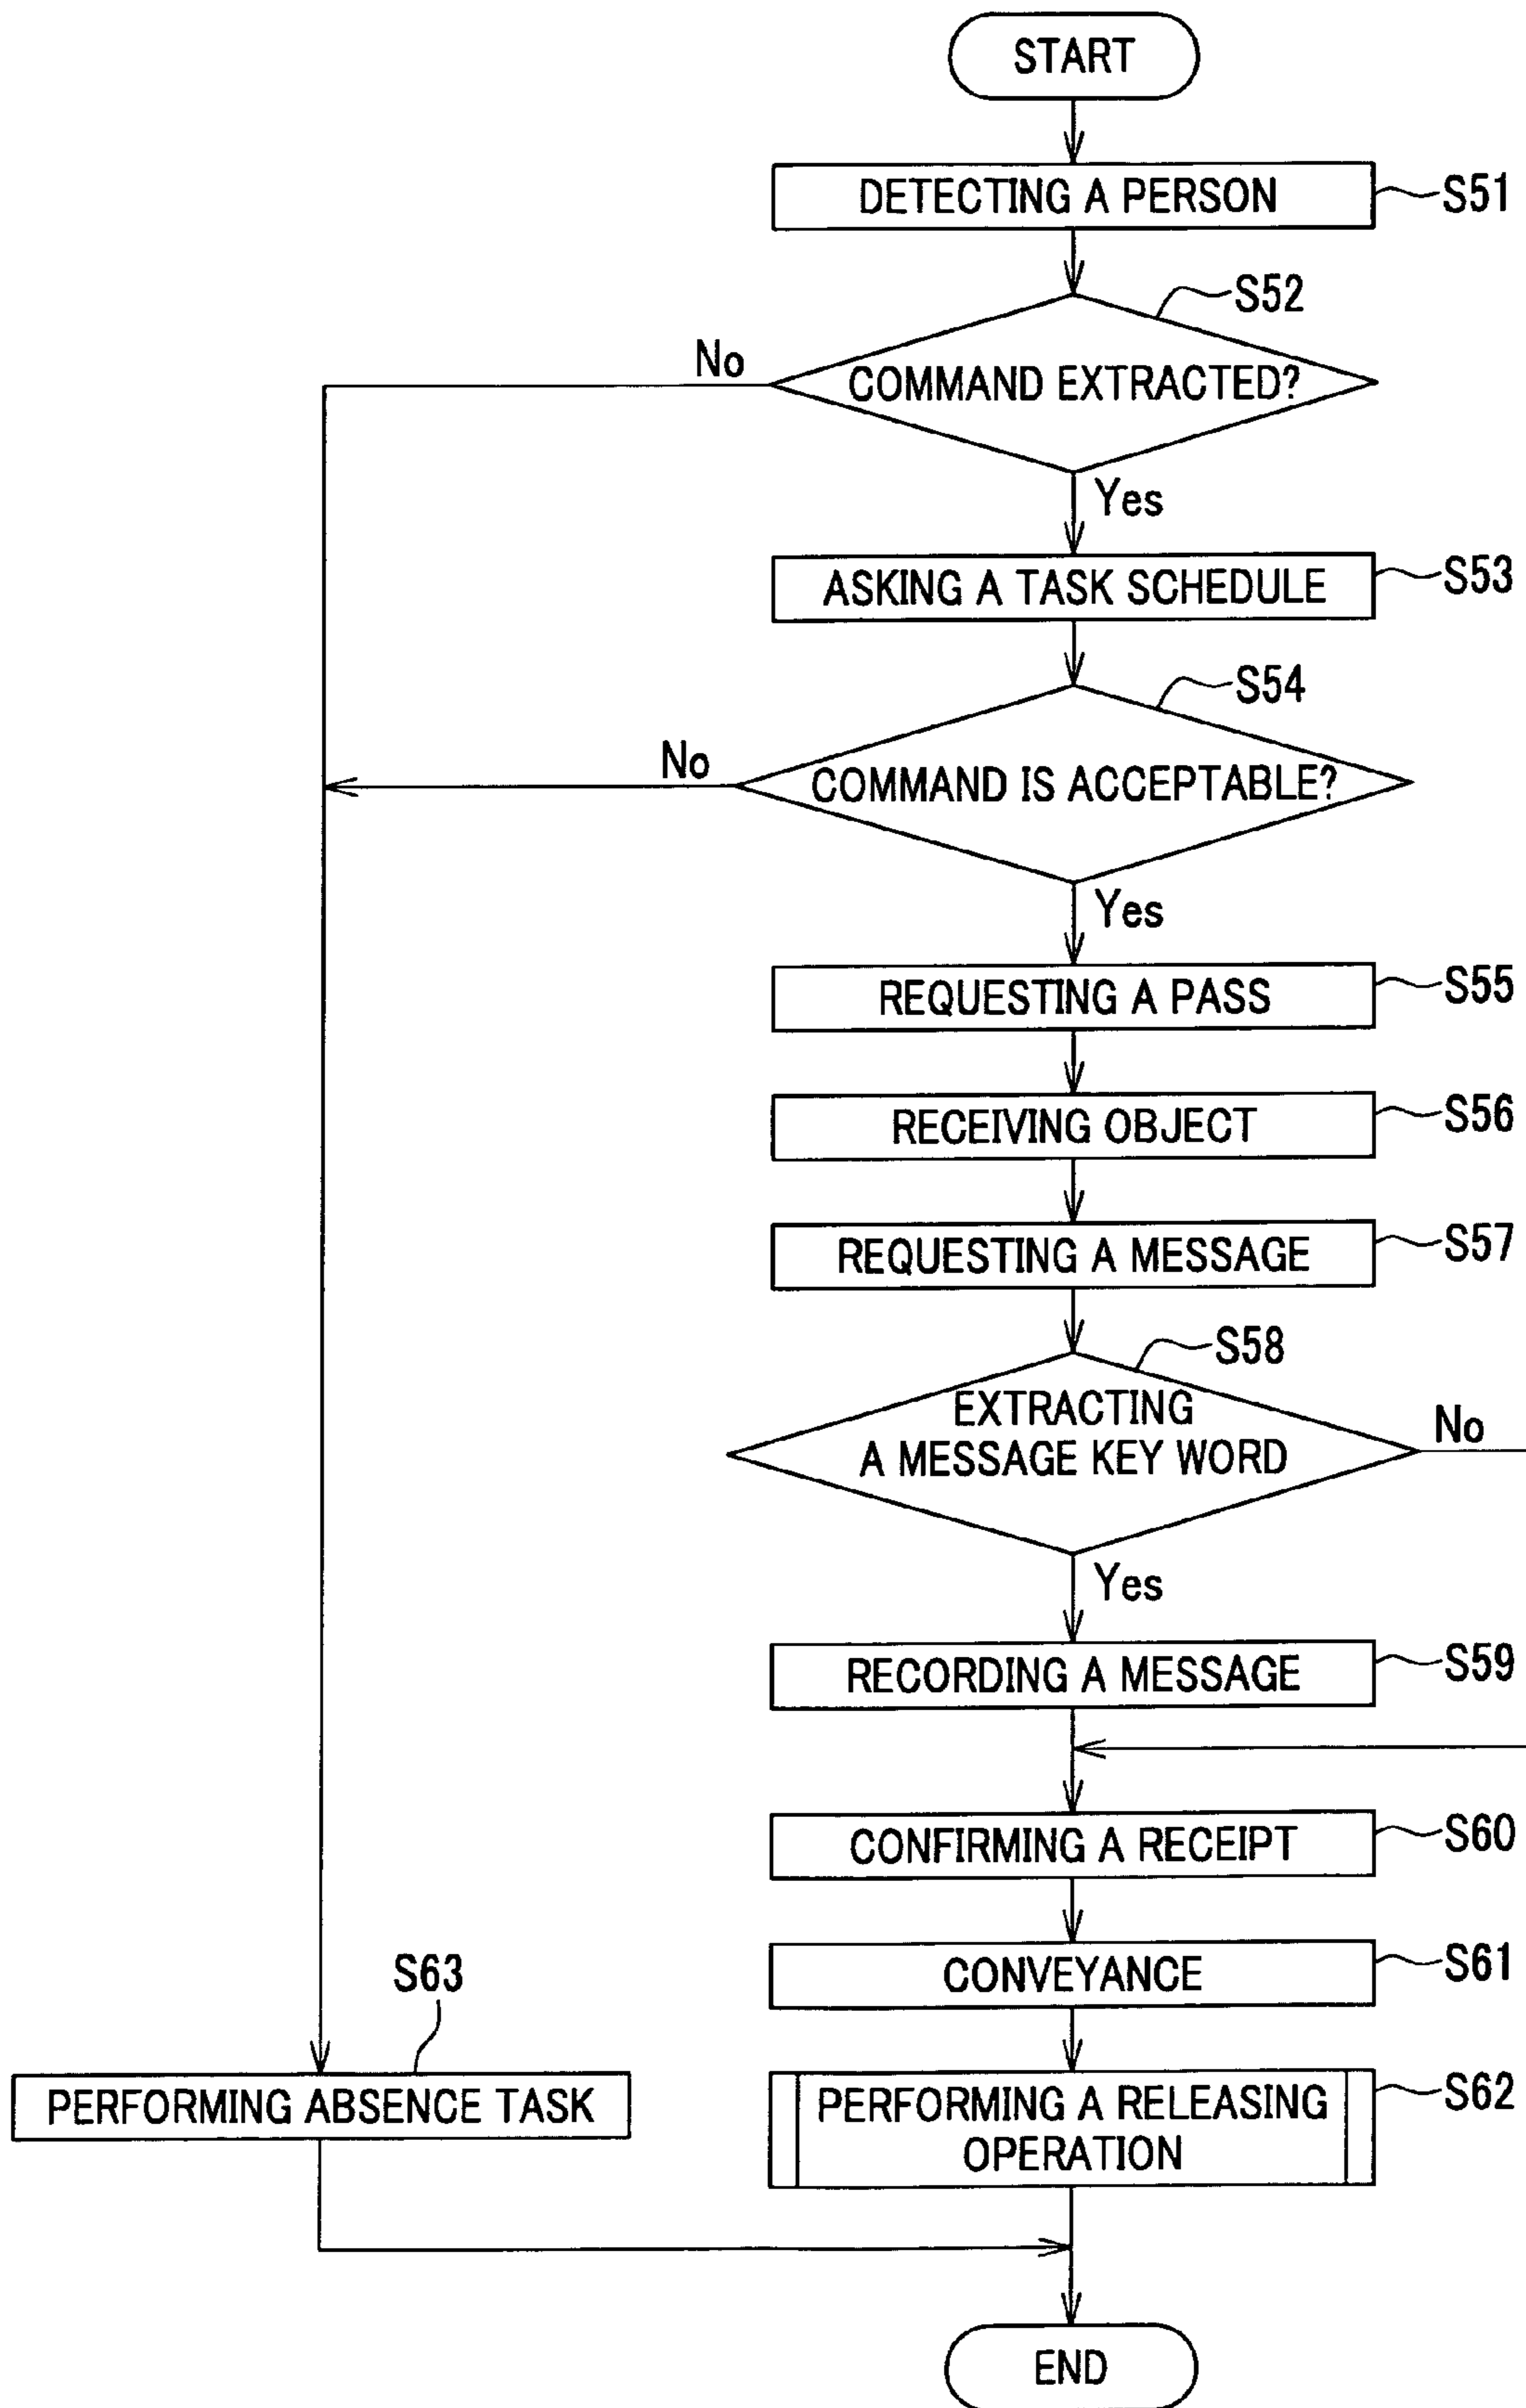 START
DETECTING A PERSON
S51
S52
No
COMMAND EXTRACTED?
Yes
ASKING A TASK SCHEDULE
S53
S54
No
COMMAND IS ACCEPTABLE?
Yes
REQUESTING A PASS
S55
RECEIVING OBJECT
S56
REQUESTING A MESSAGE
S57
S58
EXTRACTING
A MESSAGE KEY WORD
No
Yes
RECORDING A MESSAGE
S59
CONFIRMING A RECEIPT
S60
CONVEYANCE
S61
S63
PERFORMING ABSENCE TASK
PERFORMING A RELEASING
OPERATION
S62
END